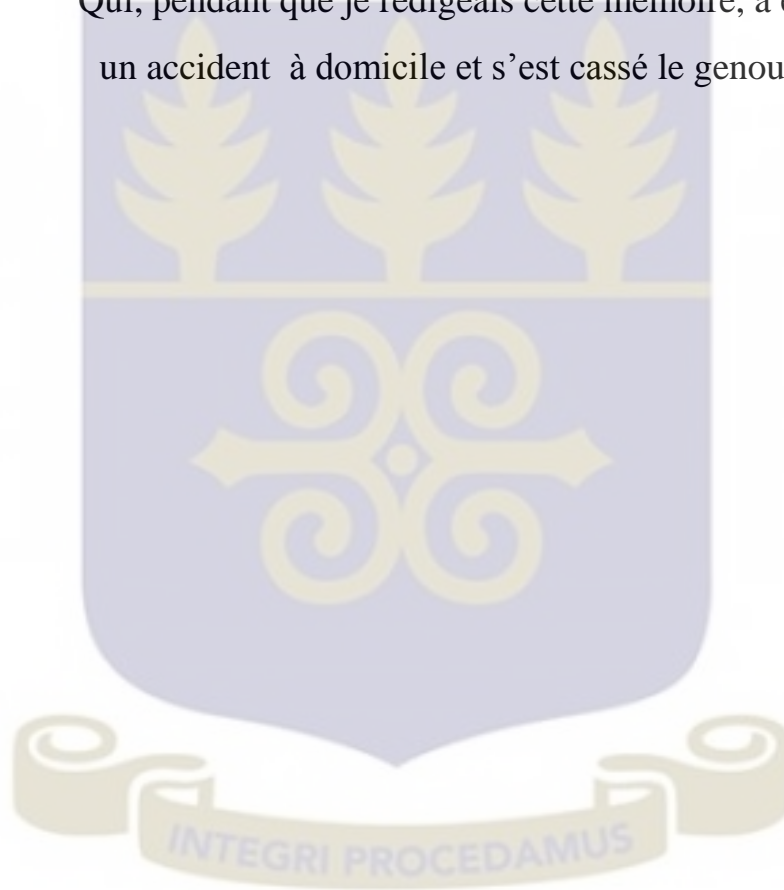 Qui, pendant que je rédigeais cette mémoire, a
un accident à domicile et s’est cassé le genou
INTEGRI PROCEDAMUS